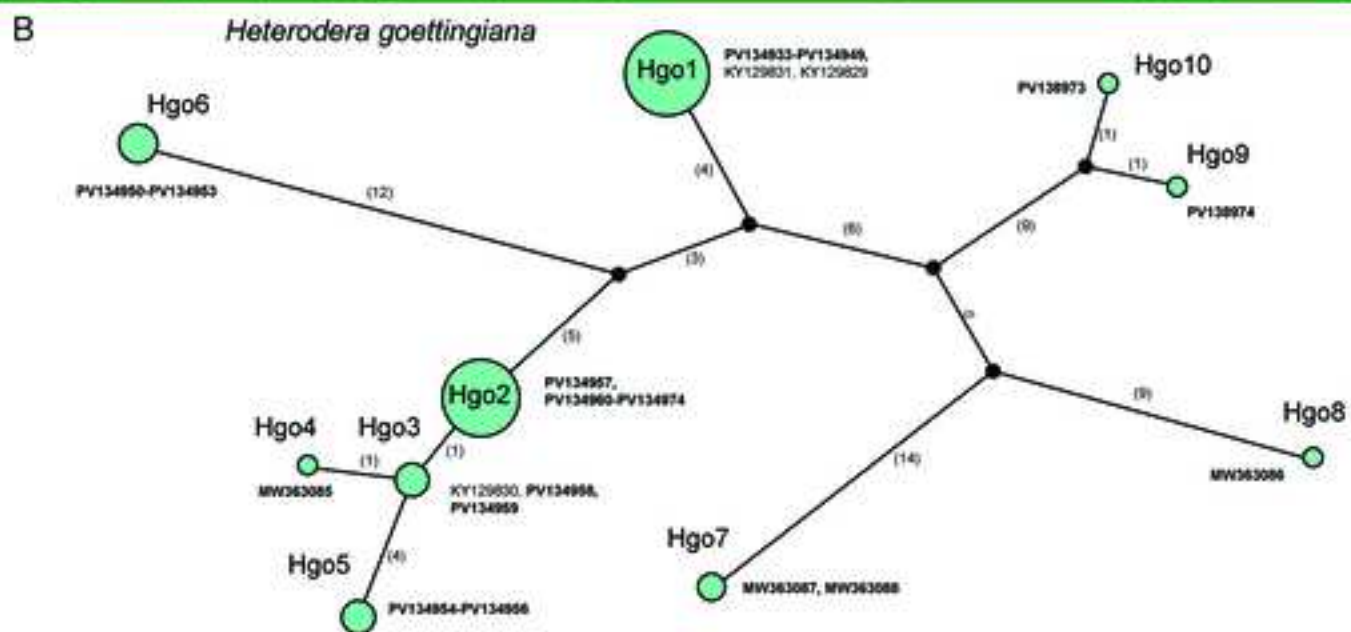 B
Heterodera goettingiana
Hgo1
PV134933-PV134949,
KY129831, KY129829
Hgo10
PV138973
(1)
Hgo9
(1)
PV138974
Hgo6
PV134950-PV134953
(12)
(4)
(3)
(6)
(9)
(5)
Hgo2
PV134957,
PV134960-PV134974
(9)
Hgo8
MW363086
Hgo4
Hgo3
(1)
(1)
MW363085
KY129830, PV134958,
PV134959
(14)
Hgo7
MW363087, MW363088
Hgo5
(4)
PV134954-PV134956